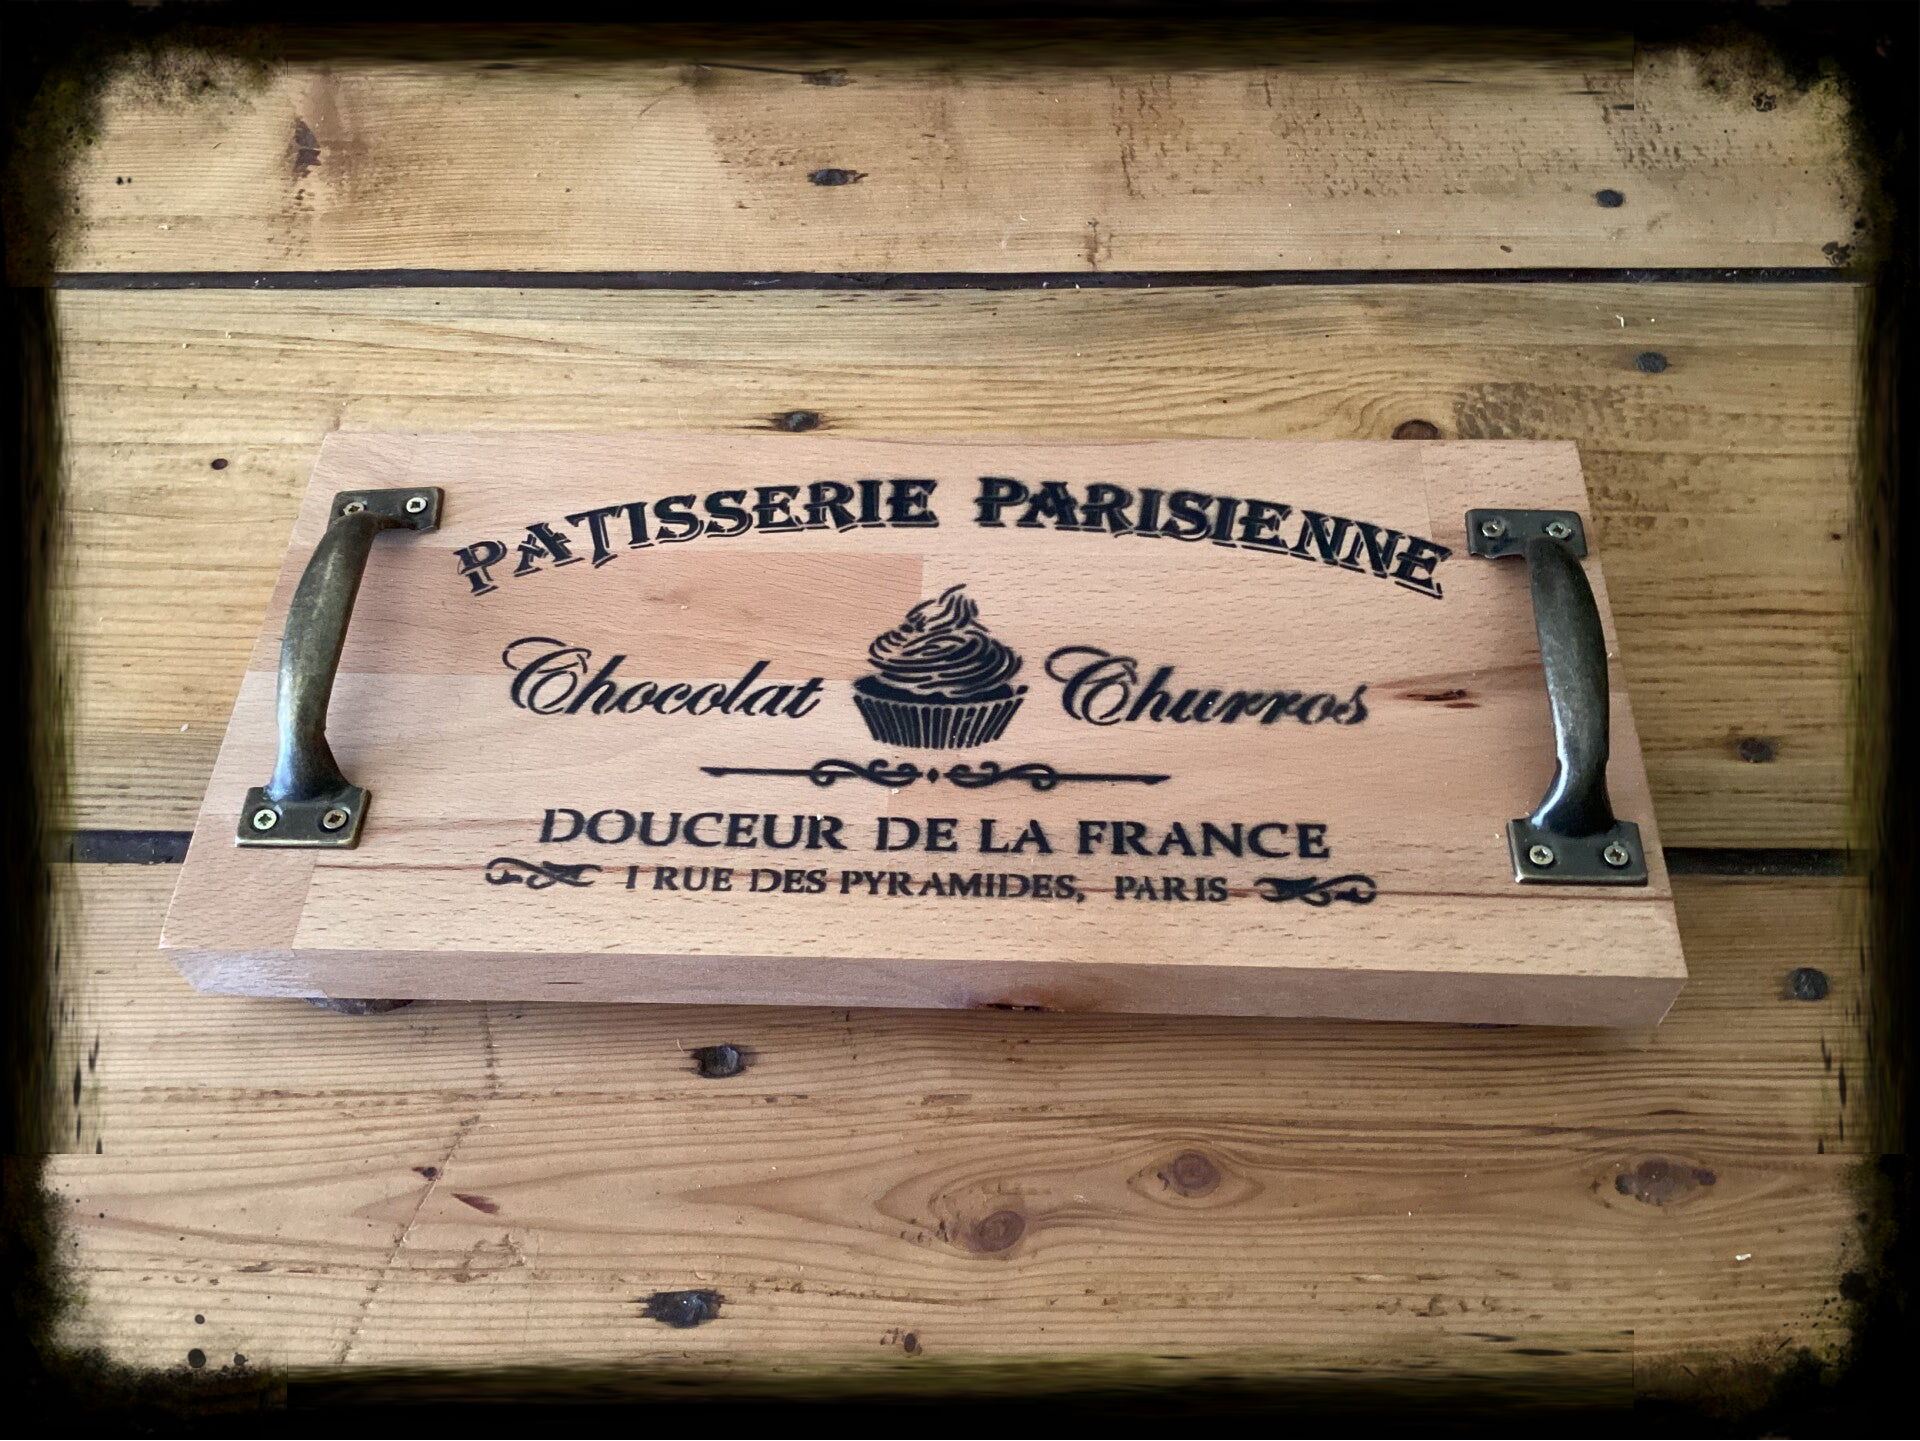 PATISSERIE PARISIENNE
Chocolat Churros
DOUCEUR DE LA FRANCE
1 RUE DES PYRAMIDES, PARIS